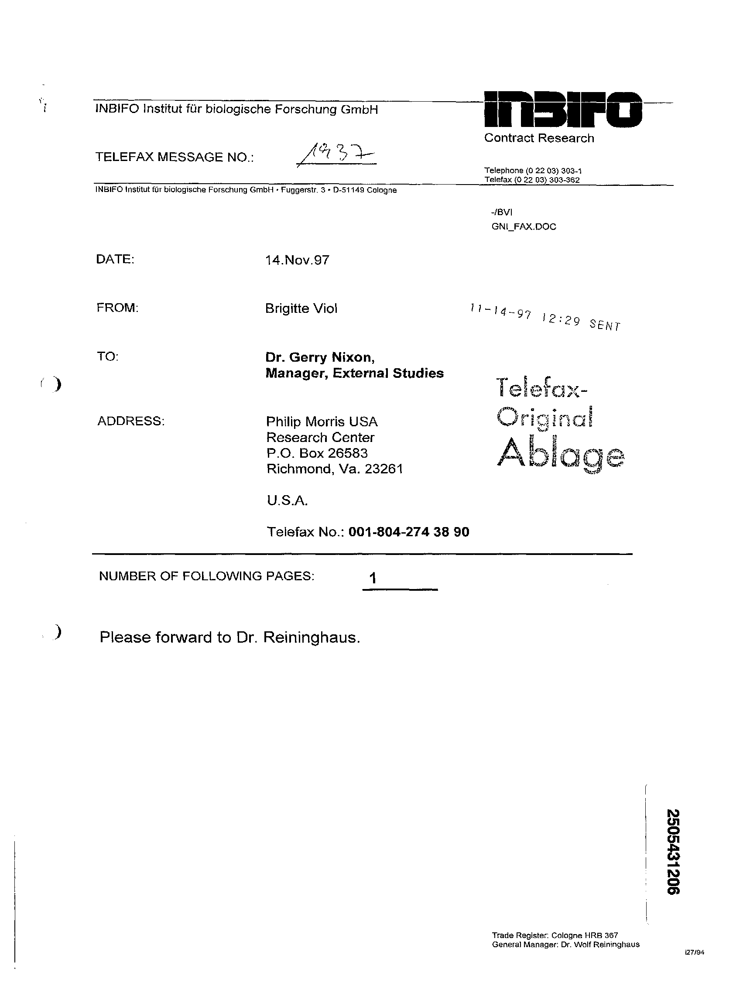 INBIFO Institut für biologische Forschung GmbH
INBIFO
Contract Research
TELEFAX MESSAGE NO.: 1937
Telephone (0 22 03) 303-1
Telefax (0 22 03) 303-362
INBIFO Institut für biologische Forschung GmbH • Fuggerstr. 3 • D-51149 Cologne
-/BVI
GNI_FAX.DOC
DATE: 14.Nov.97
FROM: Brigitte Viol
11-14-97 12:29 SENT
TO: Dr. Gerry Nixon,
Manager, External Studies
Telefax-
Original
Ablage
ADDRESS: Philip Morris USA
Research Center
P.O. Box 26583
Richmond, Va. 23261
U.S.A.
Telefax No.: 001-804-274 38 90
NUMBER OF FOLLOWING PAGES: 1
Please forward to Dr. Reininghaus.
2505431206
Trade Register: Cologne HRB 367
General Manager: Dr. Wolf Reininghaus
i27/94